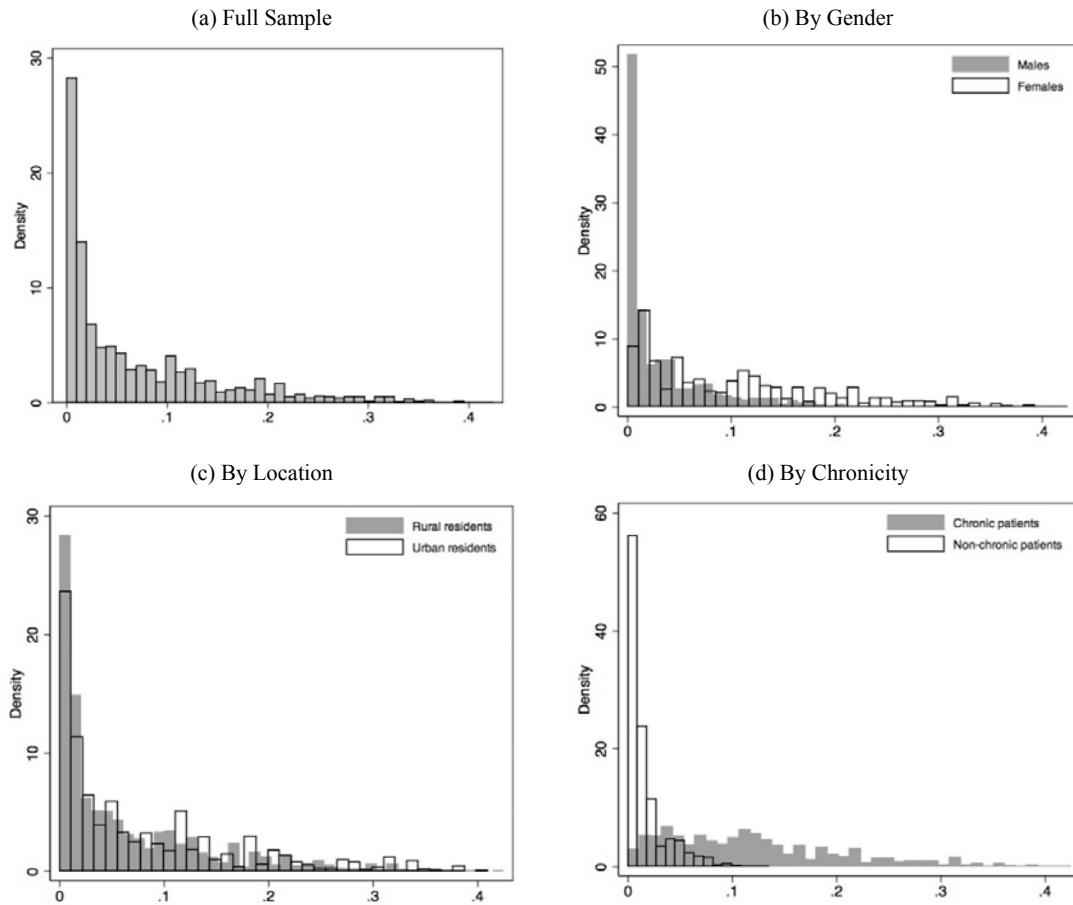 (a) Full Sample
Density
30
20
10
0
0 .1 .2 .3 .4
(b) By Gender
Males
Females
Density
50
40
30
20
10
0
0 .1 .2 .3 .4
(c) By Location
Rural residents
Urban residents
Density
30
20
10
0
0 .1 .2 .3 .4
(d) By Chronicity
Chronic patients
Non-chronic patients
Density
60
40
20
0
0 .1 .2 .3 .4